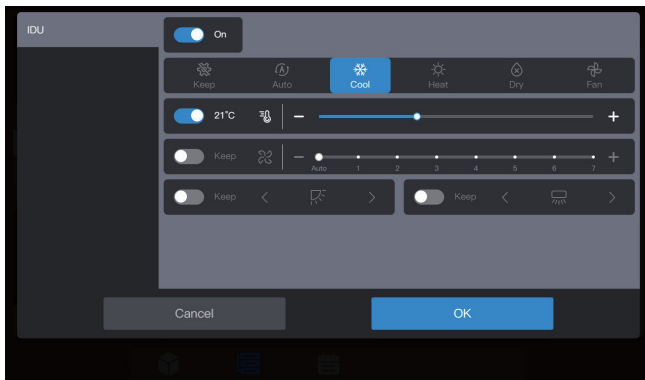 IDU
On
Keep Auto Cool Heat Dry Fan
21°C
Keep
Auto 1 2 3 4 5 6 7
Keep
Keep
Cancel OK